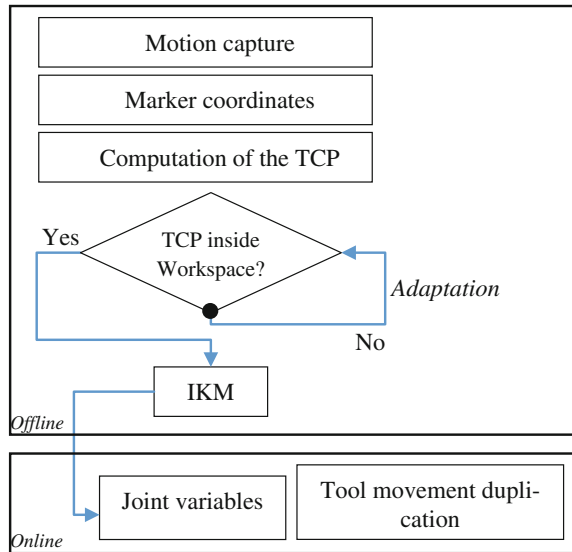 Motion capture
Marker coordinates
Computation of the TCP
Yes
TCP inside
Workspace?
Adaptation
No
IKM
Offline
Joint variables
Tool movement dupli-
cation
Online